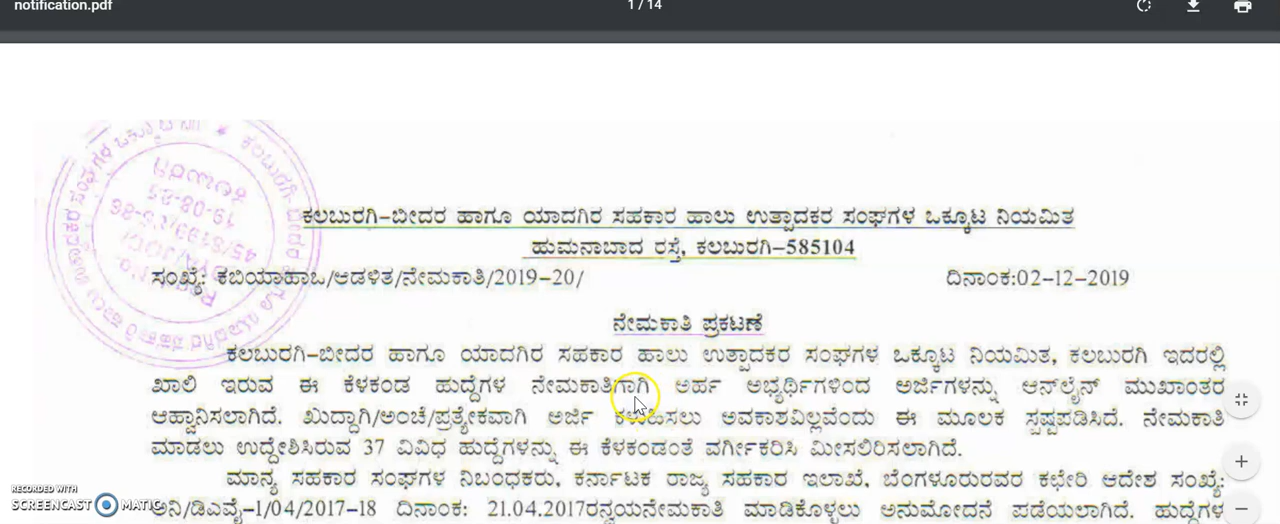 notification.pdf
1 / 14
ಕಲಬುರಗಿ-ಬೀದರ ಹಾಗೂ ಯಾದಗಿರ ಸಹಕಾರ ಹಾಲು ಉತ್ಪಾದಕರ ಸಂಘಗಳ ಒಕ್ಕೂಟ ನಿಯಮಿತ
ಹುಮನಾಬಾದ ರಸ್ತೆ, ಕಲಬುರಗಿ-585104
ಸಂಖ್ಯೆ: ಕಬಿಯಾಹಾಒ/ಆಡಳಿತ/ನೇಮಕಾತಿ/2019-20/ ದಿನಾಂಕ:02-12-2019
ನೇಮಕಾತಿ ಪ್ರಕಟಣೆ
ಕಲಬುರಗಿ-ಬೀದರ ಹಾಗೂ ಯಾದಗಿರ ಸಹಕಾರ ಹಾಲು ಉತ್ಪಾದಕರ ಸಂಘಗಳ ಒಕ್ಕೂಟ ನಿಯಮಿತ, ಕಲಬುರಗಿ ಇದರಲ್ಲಿ
ಖಾಲಿ ಇರುವ ಈ ಕೆಳಕಂಡ ಹುದ್ದೆಗಳ ನೇಮಕಾತಿಗಾಗಿ ಅರ್ಹ ಅಭ್ಯರ್ಥಿಗಳಿಂದ ಅರ್ಜಿಗಳನ್ನು ಆನ್‌ಲೈನ್ ಮುಖಾಂತರ
ಆಹ್ವಾನಿಸಲಾಗಿದೆ. ಖುದ್ದಾಗಿ/ಅಂಚೆ/ಪ್ರತ್ಯೇಕವಾಗಿ ಅರ್ಜಿ ಕಳುಹಿಸಲು ಅವಕಾಶವಿಲ್ಲವೆಂದು ಈ ಮೂಲಕ ಸ್ಪಷ್ಟಪಡಿಸಿದೆ. ನೇಮಕಾತಿ
ಮಾಡಲು ಉದ್ದೇಶಿಸಿರುವ 37 ವಿವಿಧ ಹುದ್ದೆಗಳನ್ನು ಈ ಕೆಳಕಂಡಂತೆ ವರ್ಗೀಕರಿಸಿ ಮೀಸಲಿರಿಸಲಾಗಿದೆ.
ಮಾನ್ಯ ಸಹಕಾರ ಸಂಘಗಳ ನಿಬಂಧಕರು, ಕರ್ನಾಟಕ ರಾಜ್ಯ ಸಹಕಾರ ಇಲಾಖೆ, ಬೆಂಗಳೂರುರವರ ಕಛೇರಿ ಆದೇಶ ಸಂಖ್ಯೆ:
ಅನಿ/ಡಿಎವೈ-1/04/2017-18 ದಿನಾಂಕ: 21.04.2017ರನ್ವಯನೇಮಕಾತಿ ಮಾಡಿಕೊಳ್ಳಲು ಅನುಮೋದನೆ ಪಡೆಯಲಾಗಿದೆ. ಹುದ್ದೆಗಳ
RECORDED WITH
SCREENCAST MATIC